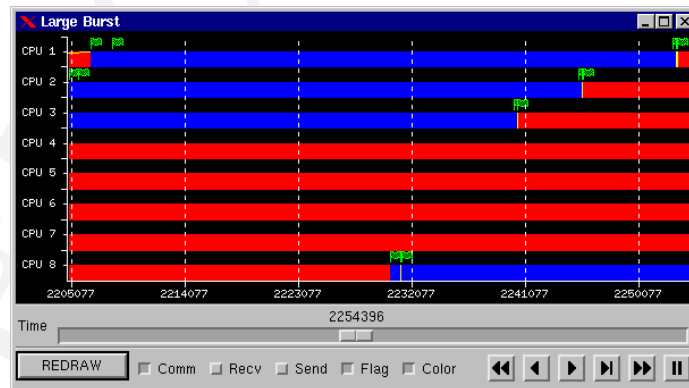 Large Burst
CPU 1
CPU 2
CPU 3
CPU 4
CPU 5
CPU 6
CPU 7
CPU 8
2205077 2214077 2223077 2232077 2241077 2250077
2254396
Time
REDRAW Comm Recv Send Flag Color